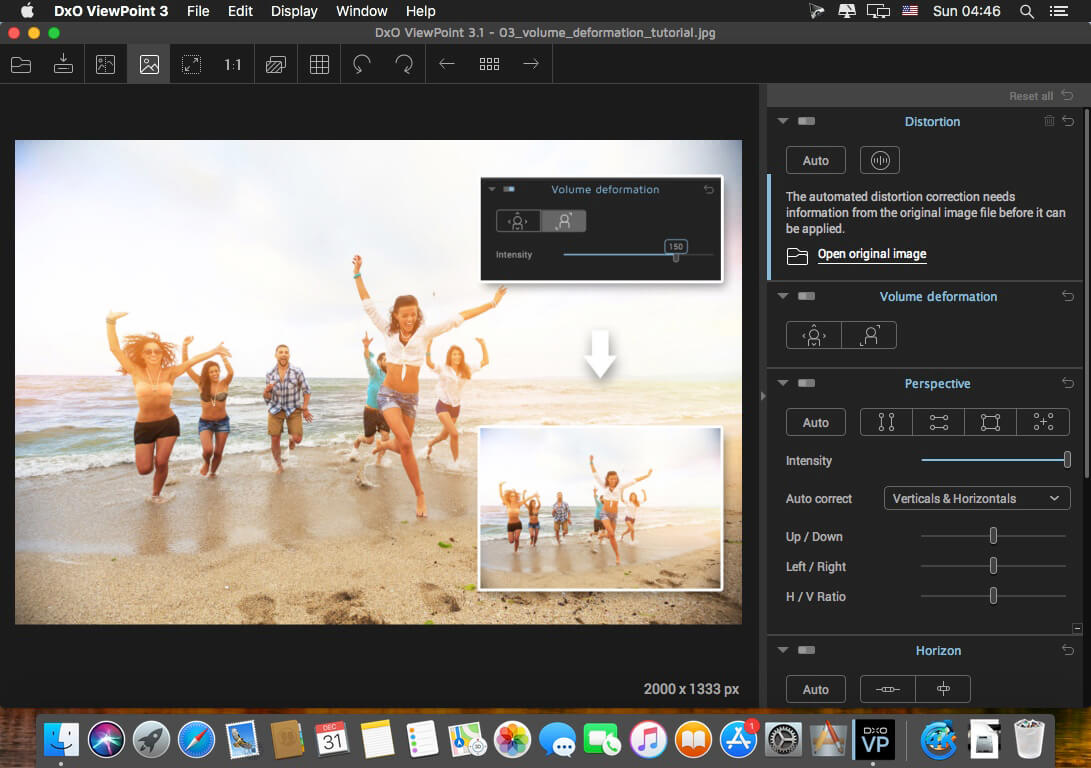 DxO ViewPoint 3 File Edit Display Window Help Sun 04:46
DxO ViewPoint 3.1 - 03_volume_deformation_tutorial.jpg
1:1
Reset all
Distortion
Auto
The automated distortion correction needs
information from the original image file before it can
be applied.
Open original image
Volume deformation
Intensity 150
Volume deformation
Perspective
Auto
Intensity
Auto correct Verticals & Horizontals
Up / Down
Left / Right
H / V Ratio
Horizon
Auto
2000 x 1333 px
DEC
31
3D
1
DXO
VP
4K